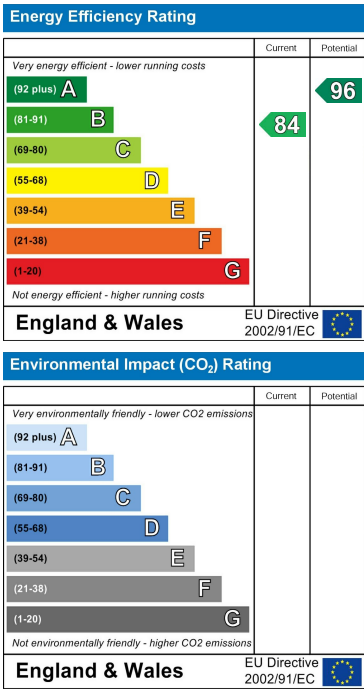 Energy Efficiency Rating
Current Potential
Very energy efficient - lower running costs
(92 plus) A
96
(81-91) B
84
(69-80) C
(55-68) D
(39-54) E
(21-38) F
(1-20) G
Not energy efficient - higher running costs
England & Wales
EU Directive
2002/91/EC
Environmental Impact (CO₂) Rating
Current Potential
Very environmentally friendly - lower CO2 emissions
(92 plus) A
(81-91) B
(69-80) C
(55-68) D
(39-54) E
(21-38) F
(1-20) G
Not environmentally friendly - higher CO2 emissions
England & Wales
EU Directive
2002/91/EC